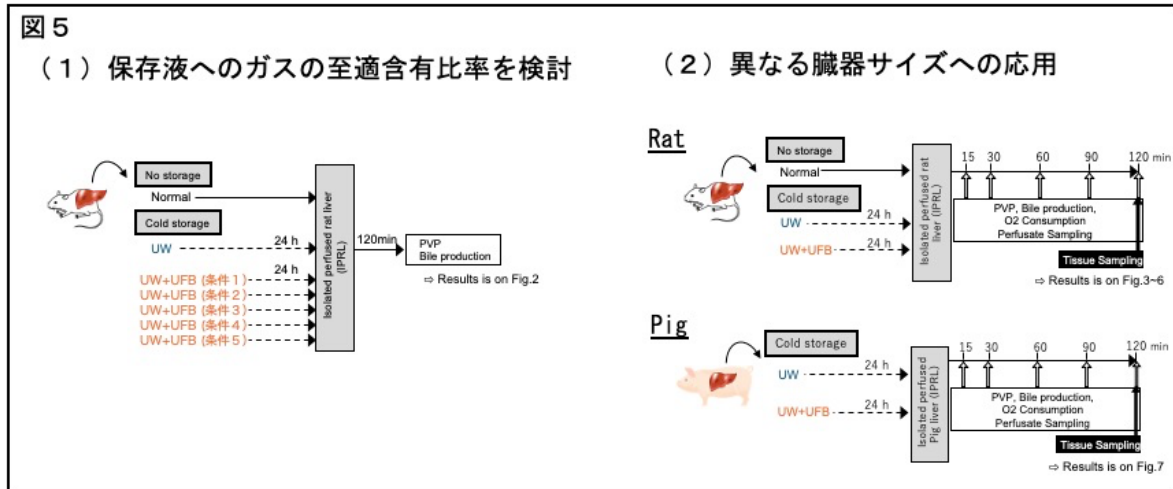 図5
(1)保存液へのガスの至適含有比率を検討
No storage
Normal
Cold storage
UW
24 h
24 h
UW+UFB (条件1)
UW+UFB (条件2)
UW+UFB (条件3)
UW+UFB (条件4)
UW+UFB (条件5)
Isolated perfused rat liver
(IPRL)
120min
PVP
Bile production
⇨ Results is on Fig.2
(2)異なる臓器サイズへの応用
Rat
No storage
Normal
Cold storage
UW
24 h
UW+UFB
24 h
Isolated perfused rat
liver (IPRL)
15 30 60 90 120 min
PVP, Bile production,
O2 Consumption
Perfusate Sampling
Tissue Sampling
⇨ Results is on Fig.3~6
Pig
Cold storage
UW
24 h
UW+UFB
24 h
Isolated perfused
Pig liver (IPRL)
15 30 60 90 120 min
PVP, Bile production,
O2 Consumption
Perfusate Sampling
Tissue Sampling
⇨ Results is on Fig.7